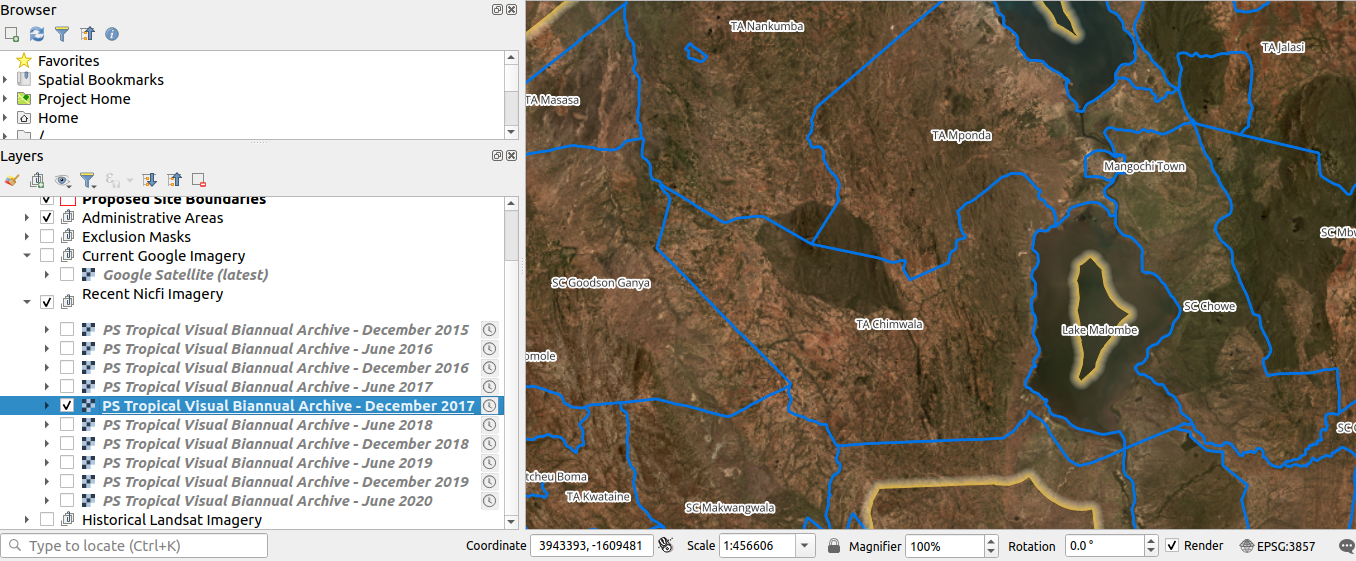 Browser
Favorites
Spatial Bookmarks
Project Home
Home
/
Layers
Proposed Site Boundaries
Administrative Areas
Exclusion Masks
Current Google Imagery
Google Satellite (latest)
Recent Nicfi Imagery
PS Tropical Visual Biannual Archive - December 2015
PS Tropical Visual Biannual Archive - June 2016
PS Tropical Visual Biannual Archive - December 2016
PS Tropical Visual Biannual Archive - June 2017
PS Tropical Visual Biannual Archive - December 2017
PS Tropical Visual Biannual Archive - June 2018
PS Tropical Visual Biannual Archive - December 2018
PS Tropical Visual Biannual Archive - June 2019
PS Tropical Visual Biannual Archive - December 2019
PS Tropical Visual Biannual Archive - June 2020
Historical Landsat Imagery
TA Nankumba
TA Jalasi
TA Masasa
TA Mponda
Mangochi Town
SC Mbw
SC Goodson Ganya
SC Chowe
TA Chimwala
Lake Malombe
omole
SC
tcheu Boma
TA Kwataine
SC Makwangwala
Type to locate (Ctrl+K)
Coordinate 3943393, -1609481 Scale 1:456606 Magnifier 100% Rotation 0.0 ° Render EPSG:3857